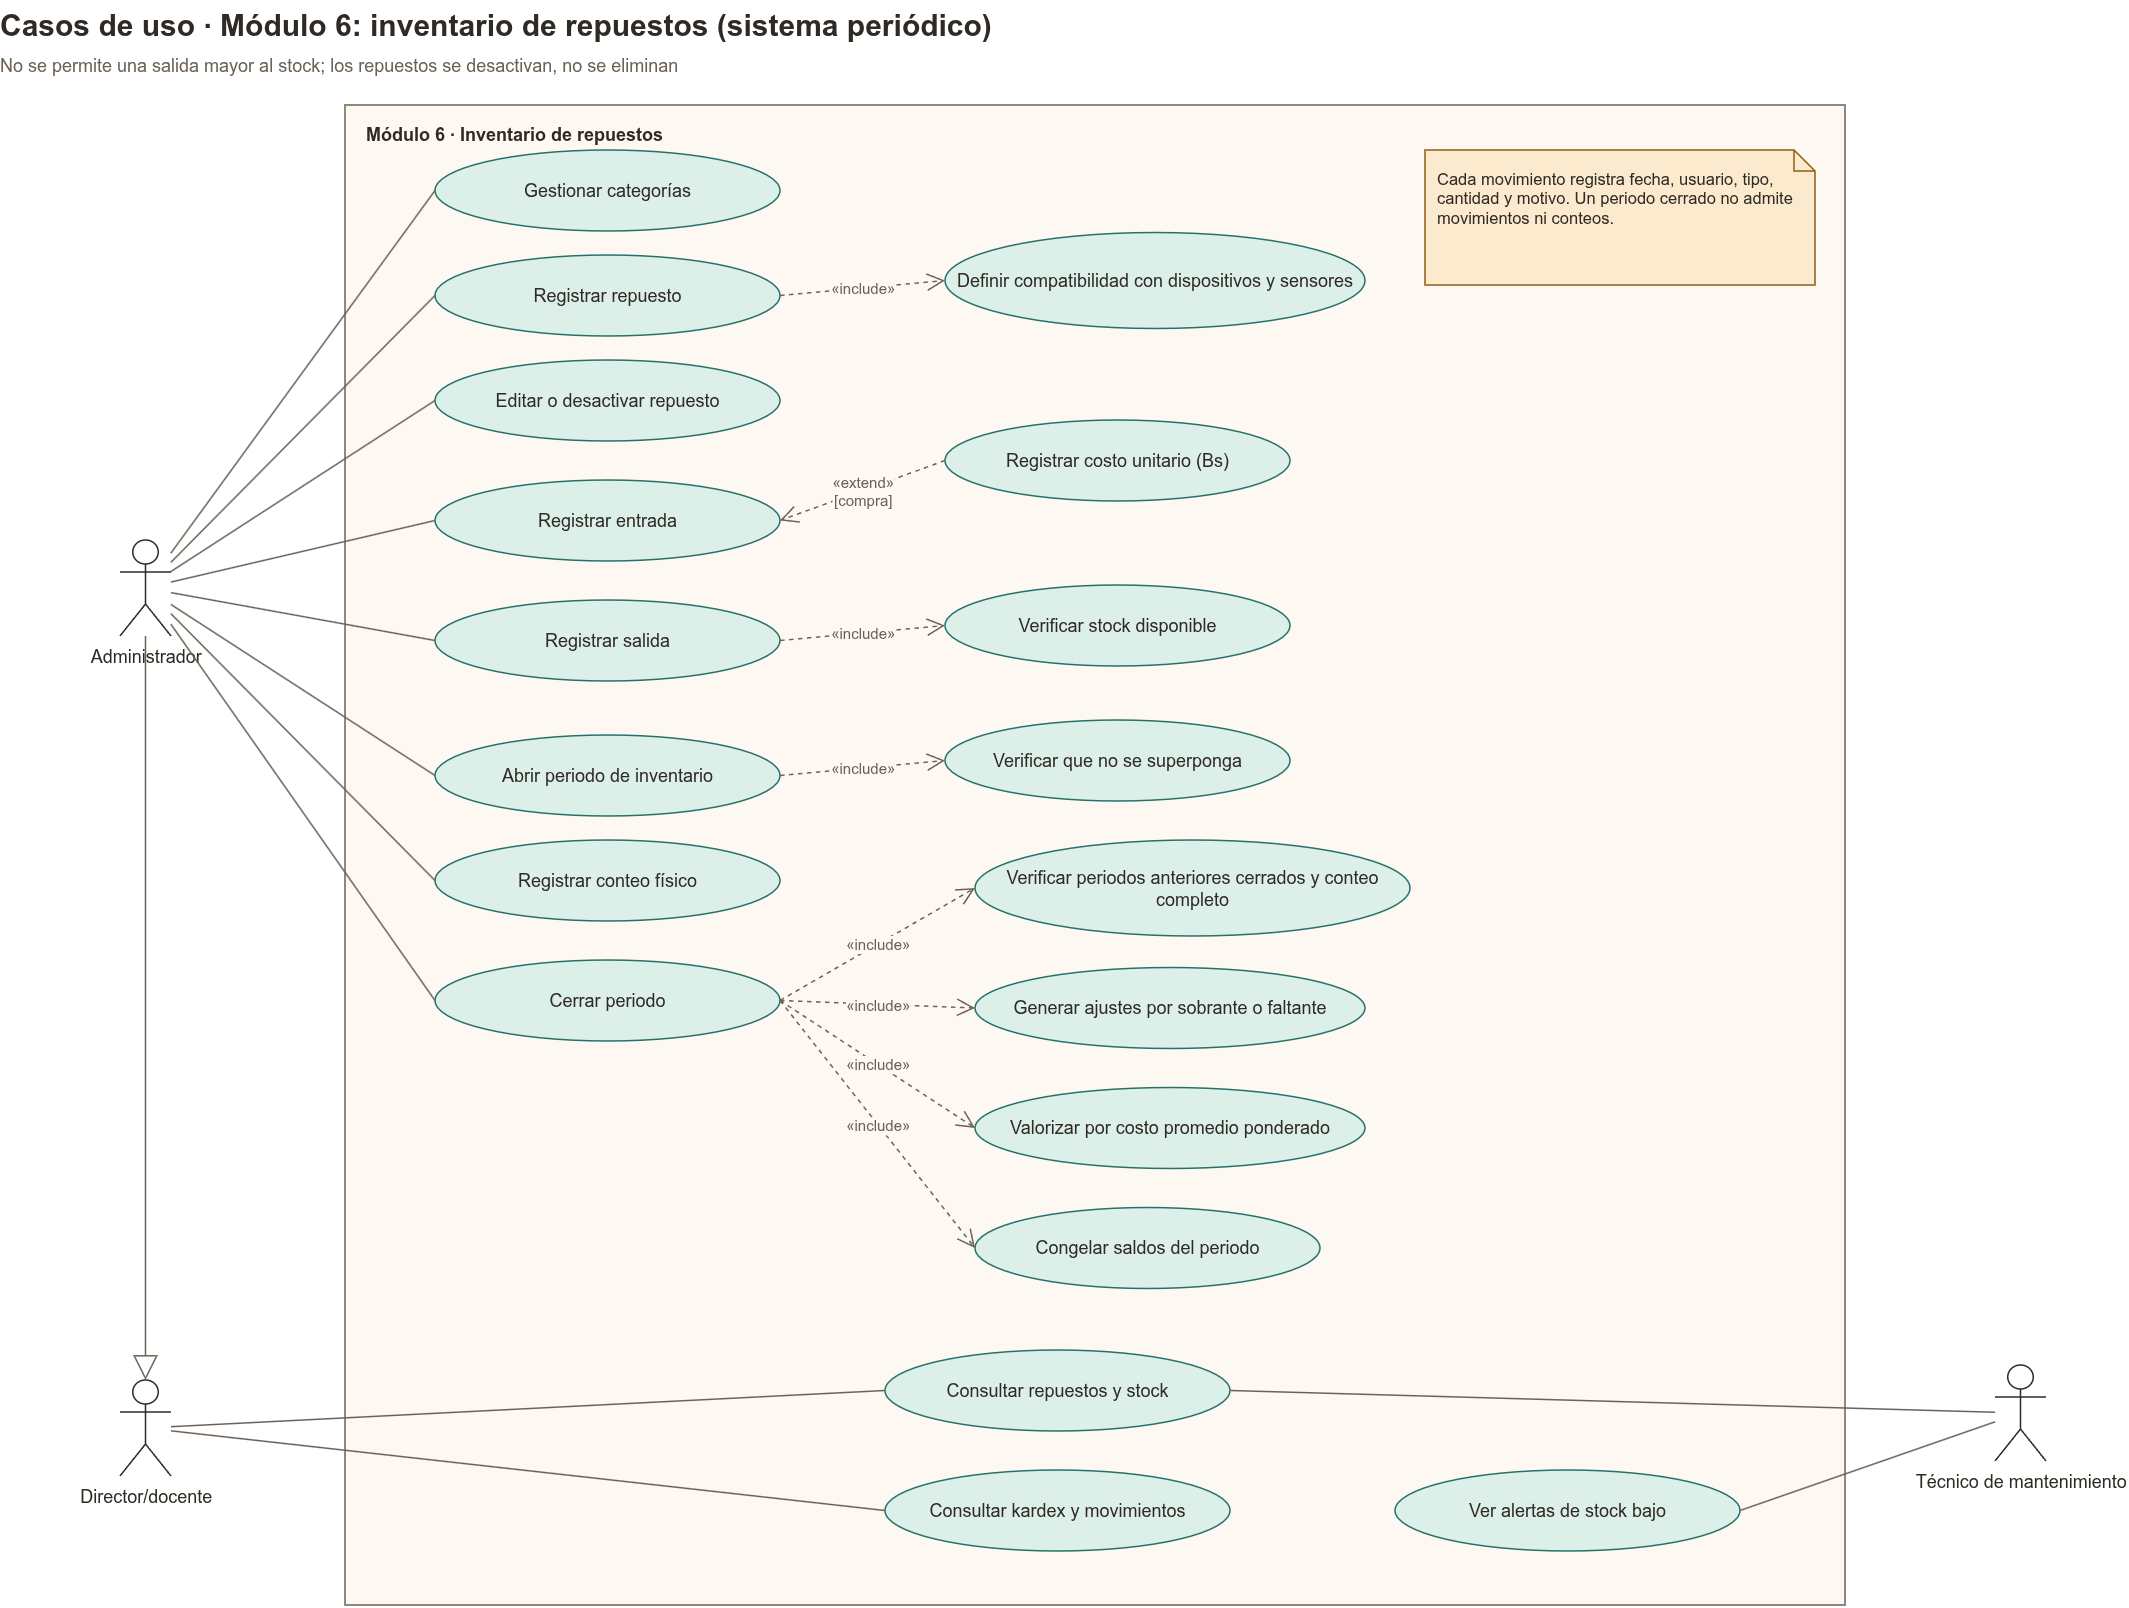 Casos de uso · Módulo 6: inventario de repuestos (sistema periódico)
No se permite una salida mayor al stock; los repuestos se desactivan, no se eliminan
Módulo 6 · Inventario de repuestos
Cada movimiento registra fecha, usuario, tipo,
cantidad y motivo. Un periodo cerrado no admite
movimientos ni conteos.
Gestionar categorías
Registrar repuesto
«include»
Definir compatibilidad con dispositivos y sensores
Editar o desactivar repuesto
Registrar costo unitario (Bs)
«extend»
[compra]
Registrar entrada
Registrar salida
«include»
Verificar stock disponible
Administrador
Abrir periodo de inventario
«include»
Verificar que no se superponga
Registrar conteo físico
Verificar periodos anteriores cerrados y conteo
completo
«include»
Cerrar periodo
«include»
Generar ajustes por sobrante o faltante
«include»
Valorizar por costo promedio ponderado
«include»
Congelar saldos del periodo
Consultar repuestos y stock
Director/docente
Técnico de mantenimiento
Consultar kardex y movimientos
Ver alertas de stock bajo